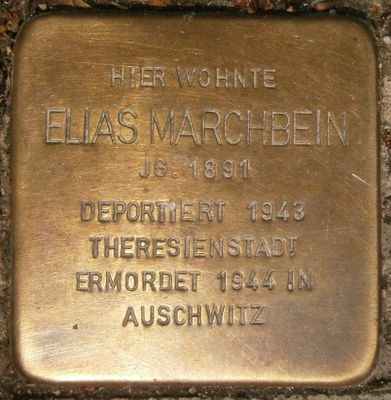 HIER WOHNTE
ELIAS MARCHBEIN
JG. 1891
DEPORTIERT 1943
THERESIENSTADT
ERMORDET 1944 IN
AUSCHWITZ